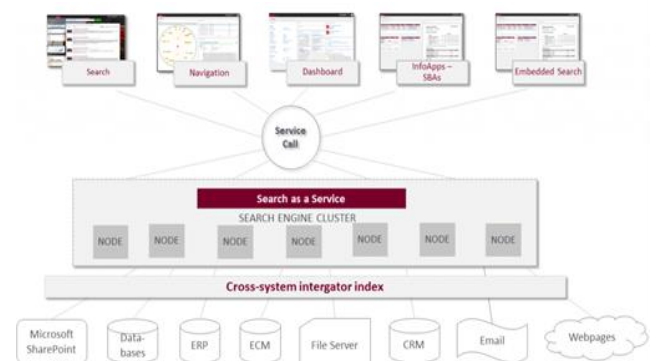 Search
Navigation
Dashboard
InfoApps –
SBAs
Embedded Search
Service
Call
Search as a Service
SEARCH ENGINE CLUSTER
NODE
NODE
NODE
NODE
NODE
NODE
NODE
Cross-system intergator index
Microsoft
SharePoint
Data-
bases
ERP
ECM
File Server
CRM
Email
Webpages